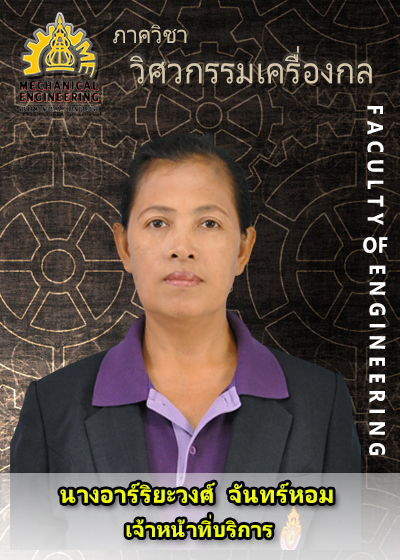 ภาควิชา
วิศวกรรมเครื่องกล
ME
MECHANICAL
ENGINEERING
FACULTY OF ENGINEERING
นางอาร์ริยะวงศ์ จันทร์หอม
เจ้าหน้าที่บริการ